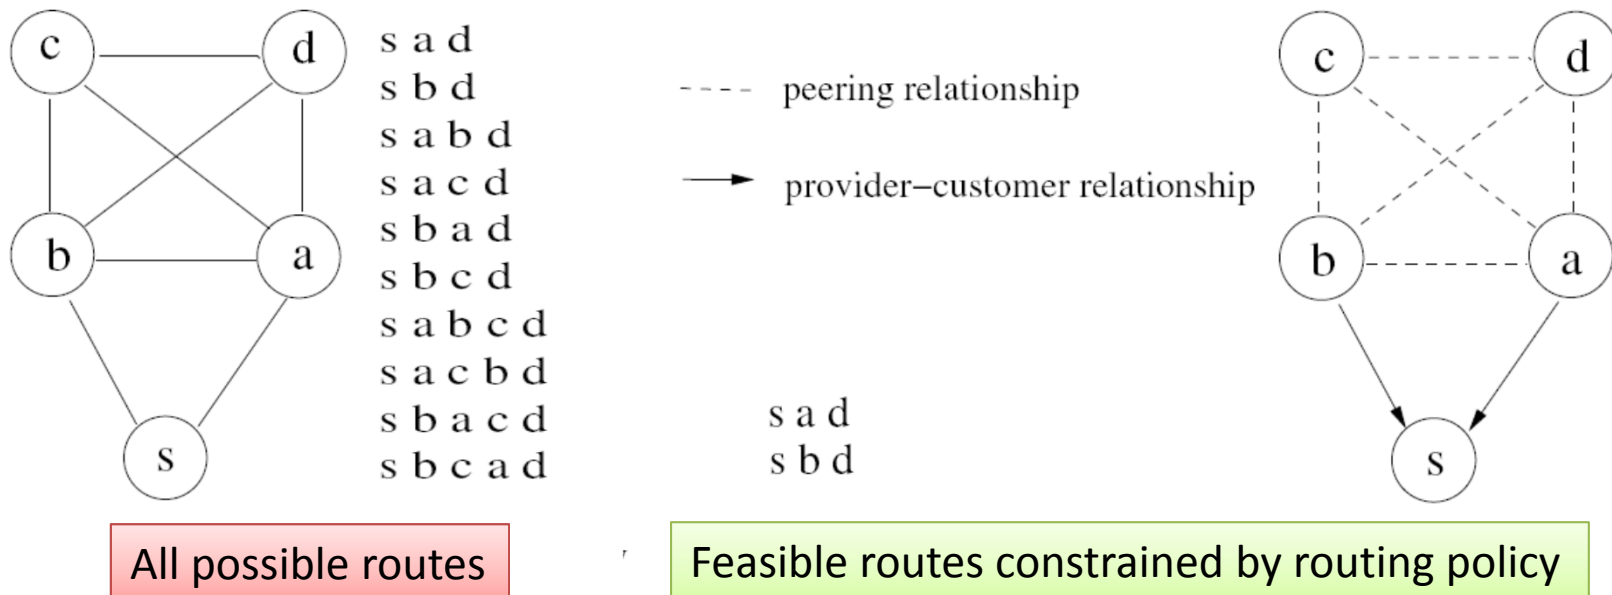 c
d
b
a
s
s a d
s b d
s a b d
s a c d
s b a d
s b c d
s a b c d
s a c b d
s b a c d
s b c a d
All possible routes
peering relationship
provider–customer relationship
s a d
s b d
c
d
b
a
s
Feasible routes constrained by routing policy